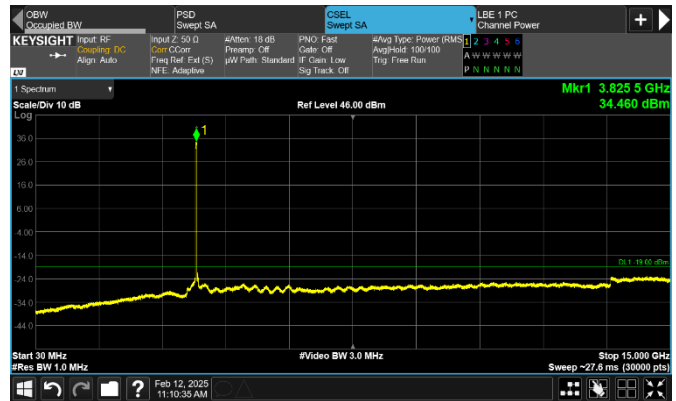 OBW
Occupied BW
PSD
Swept SA
CSEL
Swept SA
LBE 1 PC
Channel Power
KEYSIGHT
Input: RF
Coupling: DC
Align: Auto
Input Z: 50 Ω
Corr CCorr
Freq Ref: Ext (S)
NFE: Adaptive
#Atten: 18 dB
Preamp: Off
µW Path: Standard
PNO: Fast
Gate: Off
IF Gain: Low
Sig Track: Off
#Avg Type: Power (RMS
Avg|Hold: 100/100
Trig: Free Run
1 2 3 4 5 6
A W W W W W
P N N N N N
LXI
1 Spectrum
Scale/Div 10 dB
Log
Ref Level 46.00 dBm
Mkr1 3.825 5 GHz
34.460 dBm
36.0
26.0
16.0
6.00
-4.00
-14.0
-24.0
-34.0
-44.0
1
DL1 -19.00 dBm
Start 30 MHz
#Res BW 1.0 MHz
#Video BW 3.0 MHz
Stop 15.000 GHz
Sweep ~27.6 ms (30000 pts)
?
Feb 12, 2025
11:10:35 AM